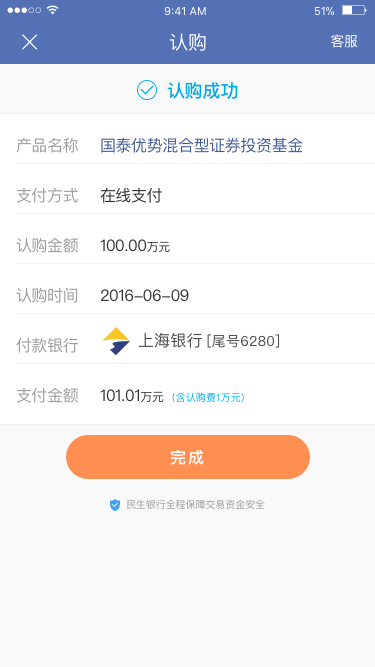 9:41 AM 51%
认购 客服
认购成功
产品名称 国泰优势混合型证券投资基金
支付方式 在线支付
认购金额 100.00万元
认购时间 2016-06-09
付款银行 上海银行 [尾号6280]
支付金额 101.01万元 (含认购费1万元)
完成
民生银行全程保障交易资金安全